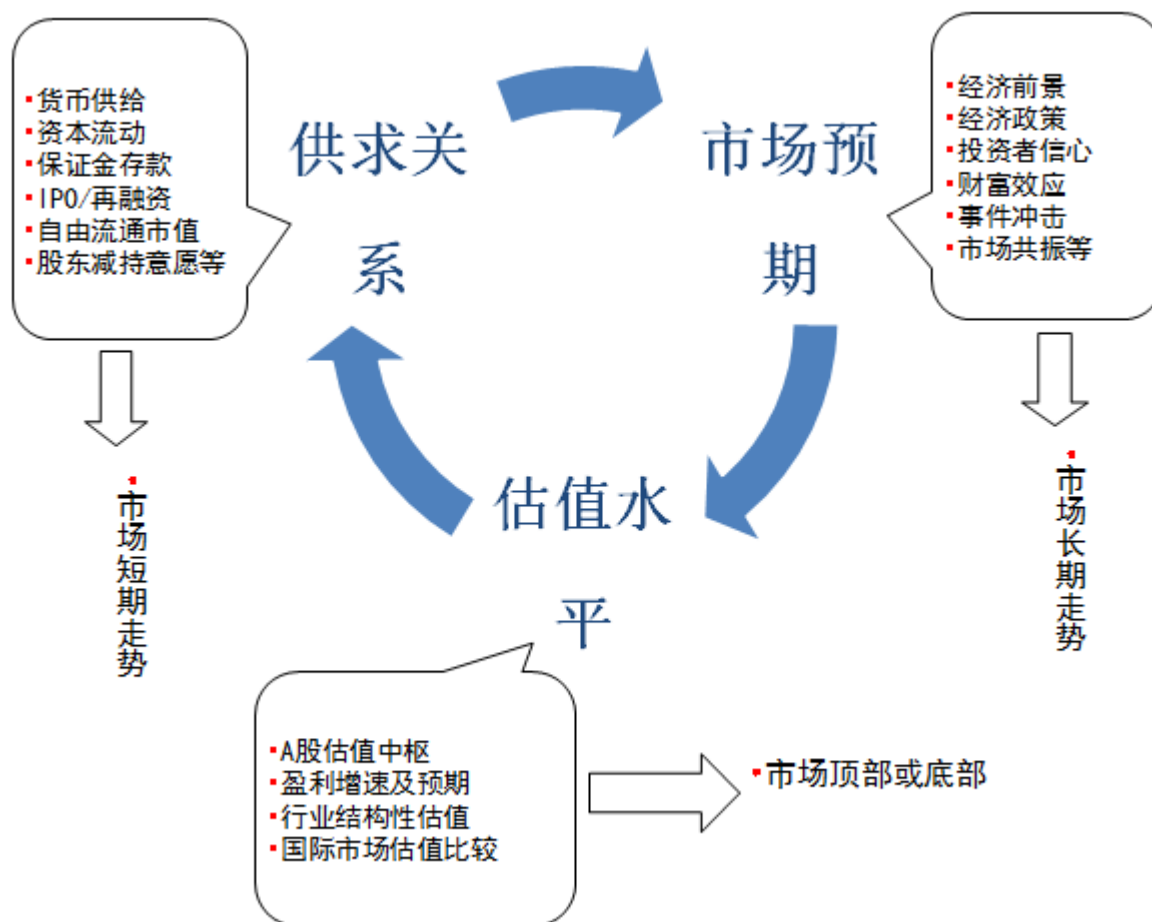 ▪货币供给
▪资本流动
▪保证金存款
▪IPO/再融资
▪自由流通市值
▪股东减持意愿等
供求关
系
市场预
期
▪经济前景
▪经济政策
▪投资者信心
▪财富效应
▪事件冲击
▪市场共振等
▪市场短期走势
估值水
平
▪市场长期走势
▪A股估值中枢
▪盈利增速及预期
▪行业结构性估值
▪国际市场估值比较
▪市场顶部或底部